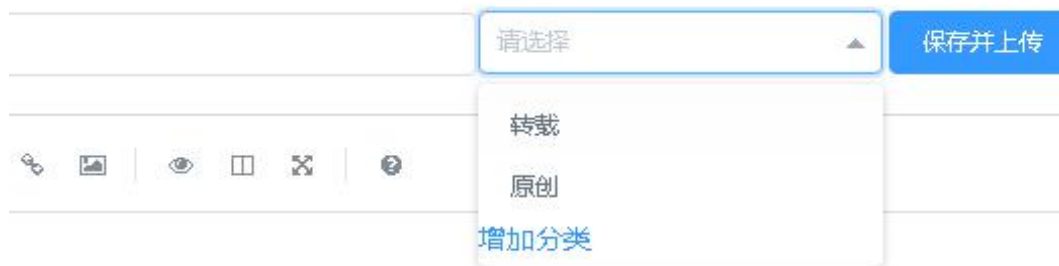 请选择
保存并上传
转载
原创
增加分类